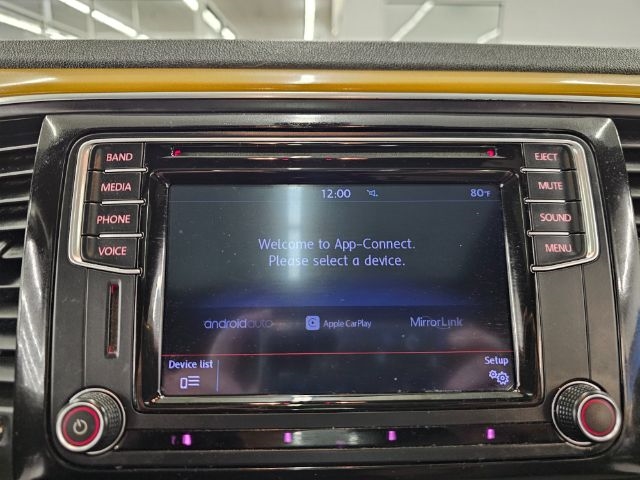 BAND
MEDIA
PHONE
VOICE
EJECT
MUTE
SOUND
MENU
12:00
80°F
Welcome to App-Connect.
Please select a device.
androidauto Apple CarPlay MirrorLink
Device list
Setup